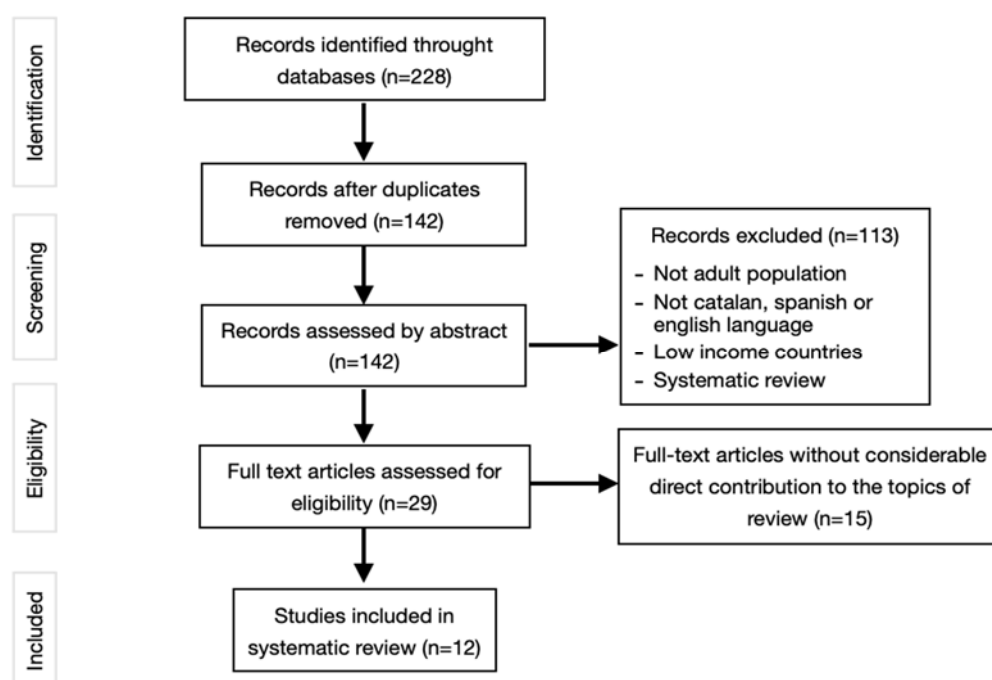 Identification
Records identified throught
databases (n=228)
Records after duplicates
removed (n=142)
Screening
Records excluded (n=113)
- Not adult population
- Not catalan, spanish or
english language
- Low income countries
- Systematic review
Records assessed by abstract
(n=142)
Eligibility
Full text articles assessed for
eligibility (n=29)
Full-text articles without considerable
direct contribution to the topics of
review (n=15)
Included
Studies included in
systematic review (n=12)